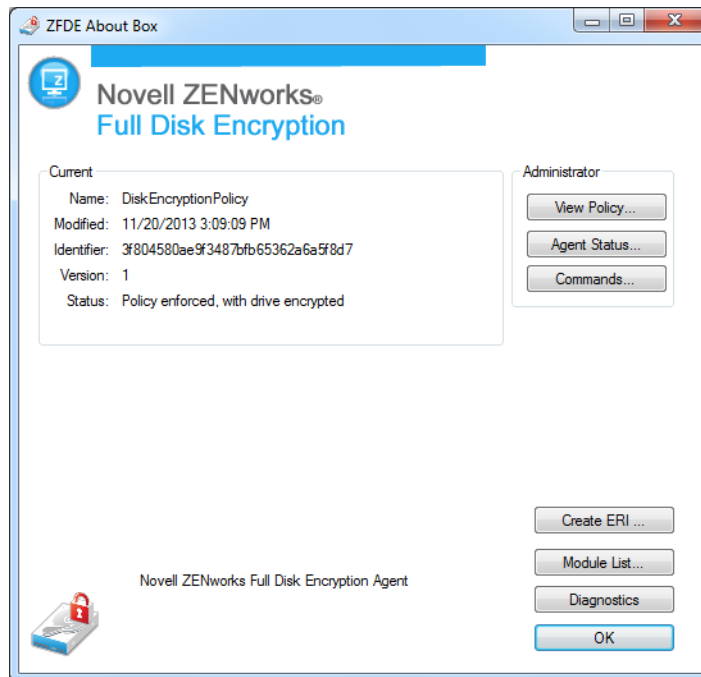 ZFDE About Box
Z
Novell ZENworks®
Full Disk Encryption
Current
Name: DiskEncryptionPolicy
Modified: 11/20/2013 3:09:09 PM
Identifier: 3f804580ae9f3487bfb65362a6a5f8d7
Version: 1
Status: Policy enforced, with drive encrypted
Administrator
View Policy...
Agent Status...
Commands...
Create ERI ...
Module List...
Diagnostics
OK
Novell ZENworks Full Disk Encryption Agent